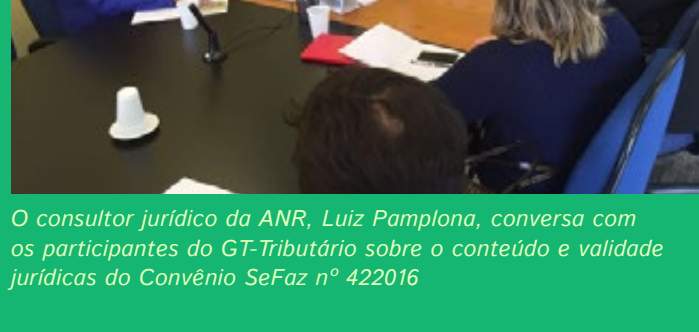 O consultor jurídico da ANR, Luiz Pamplona, conversa com
os participantes do GT-Tributário sobre o conteúdo e validade
jurídicas do Convênio SeFaz nº 422016